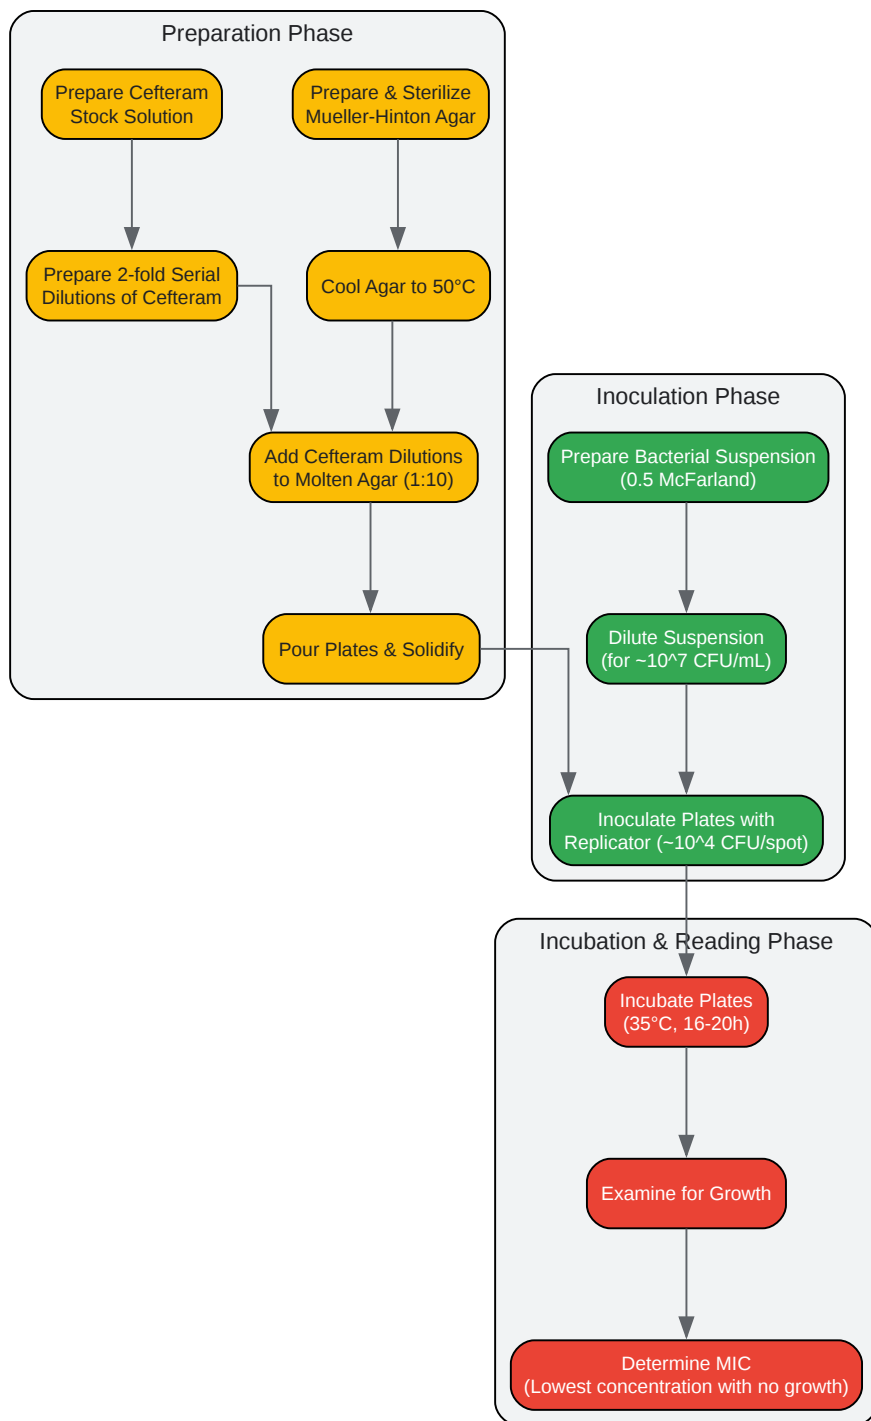 Preparation Phase
Prepare Cefteram
Stock Solution
Prepare & Sterilize
Mueller-Hinton Agar
Prepare 2-fold Serial
Dilutions of Cefteram
Cool Agar to 50°C
Add Cefteram Dilutions
to Molten Agar (1:10)
Pour Plates & Solidify
Inoculation Phase
Prepare Bacterial Suspension
(0.5 McFarland)
Dilute Suspension
(for ~10^7 CFU/mL)
Inoculate Plates with
Replicator (~10^4 CFU/spot)
Incubation & Reading Phase
Incubate Plates
(35°C, 16-20h)
Examine for Growth
Determine MIC
(Lowest concentration with no growth)